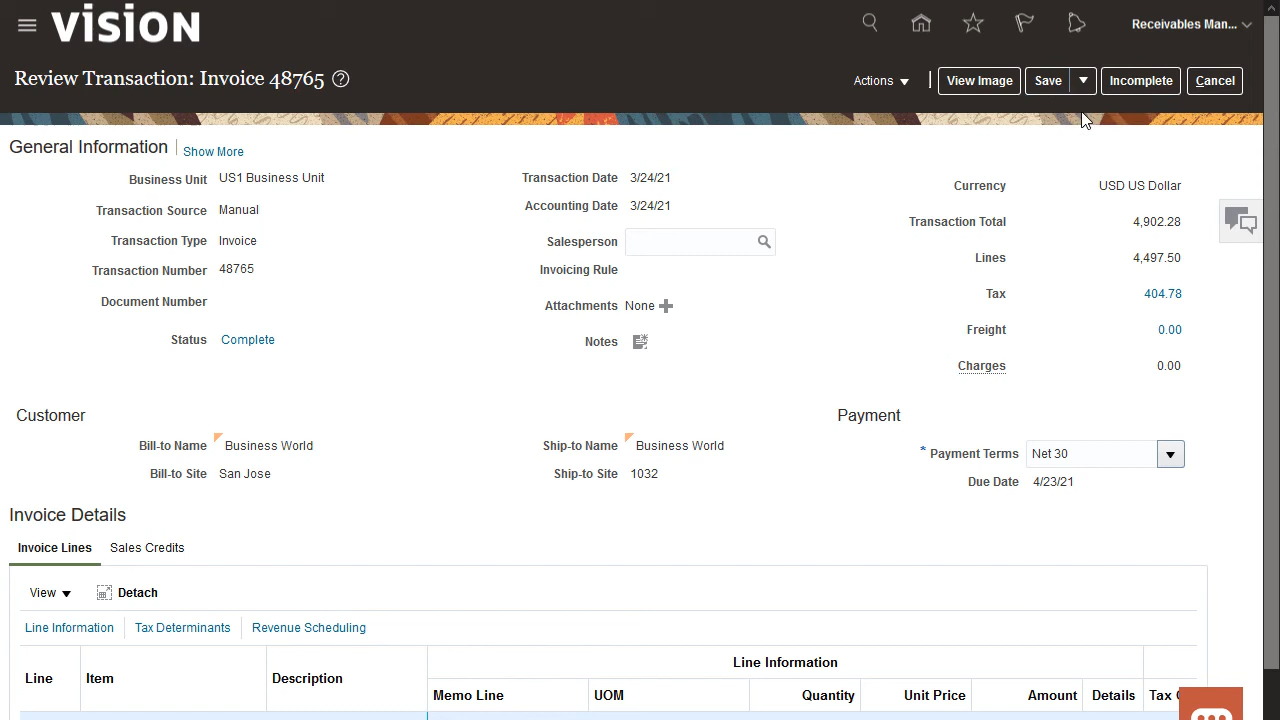 vision
Receivables Man...
Review Transaction: Invoice 48765
Actions
View Image
Save
Incomplete
Cancel
General Information
Show More
Business Unit US1 Business Unit
Transaction Source Manual
Transaction Type Invoice
Transaction Number 48765
Document Number
Status Complete
Transaction Date 3/24/21
Accounting Date 3/24/21
Salesperson
Invoicing Rule
Attachments None
Notes
Currency USD US Dollar
Transaction Total 4,902.28
Lines 4,497.50
Tax 404.78
Freight 0.00
Charges 0.00
Customer
Bill-to Name Business World
Bill-to Site San Jose
Ship-to Name Business World
Ship-to Site 1032
Payment
* Payment Terms Net 30
Due Date 4/23/21
Invoice Details
Invoice Lines Sales Credits
View Detach
Line Information Tax Determinants Revenue Scheduling
Line Information
Line Item Description
Memo Line UOM Quantity Unit Price Amount Details Tax